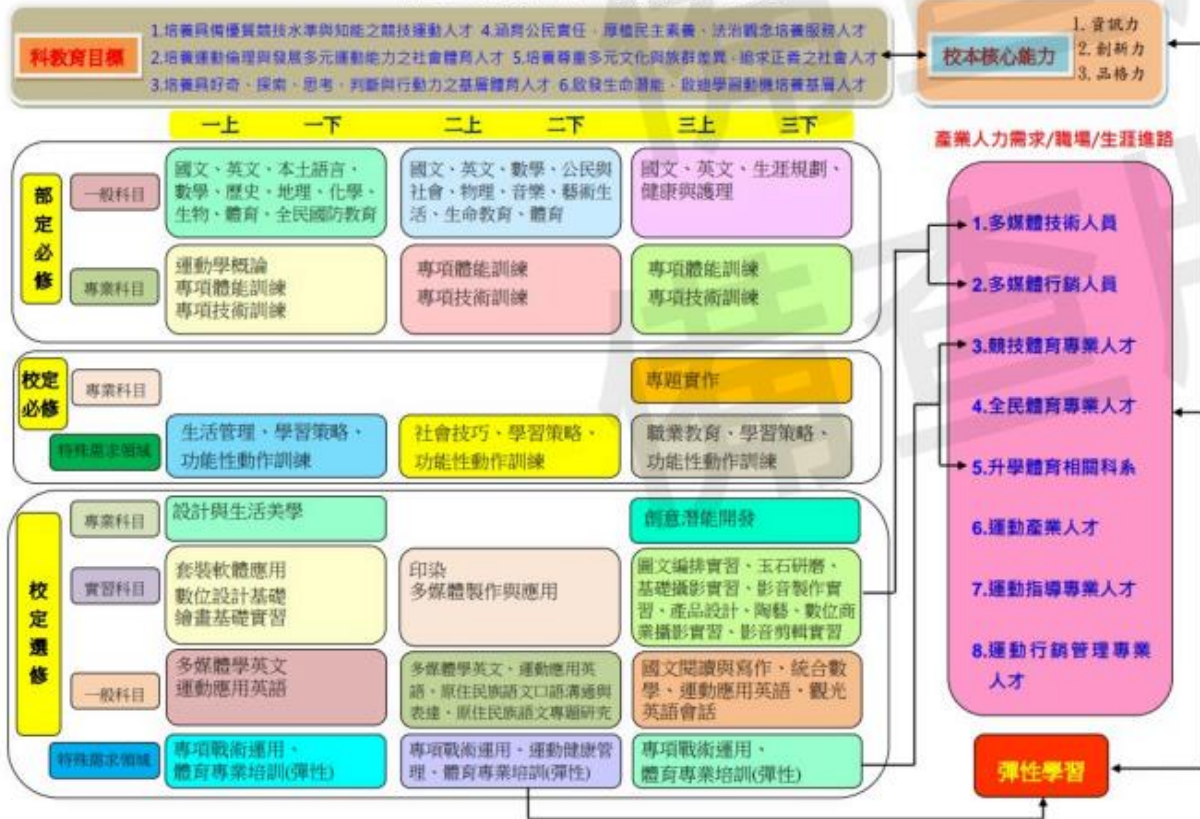 科教育目標
1.培養具備優質競技水準與知能之競技運動人才 4.涵育公民責任、厚植民主素養、法治觀念培養服務人才
2.培養運動倫理與發展多元運動能力之社會體育人才 5.培養尊重多元文化與族群差異、追求正義之社會人才
3.培養具好奇、探索、思考、判斷與行動力之基層體育人才 6.啟發生命潛能、啟迪學習動機培養基層人才
校本核心能力
1. 資訊力
2. 創新力
3. 品格力
一上 一下 二上 二下 三上 三下
部定必修
一般科目
國文、英文、本土語言、
數學、歷史、地理、化學、
生物、體育、全民國防教育
國文、英文、數學、公民與
社會、物理、音樂、藝術生
活、生命教育、體育
國文、英文、生涯規劃、
健康與護理
專業科目
運動學概論
專項體能訓練
專項技術訓練
專項體能訓練
專項技術訓練
專項體能訓練
專項技術訓練
校定
必修
專業科目
專題實作
特殊需求領域
生活管理、學習策略、
功能性動作訓練
社會技巧、學習策略、
功能性動作訓練
職業教育、學習策略、
功能性動作訓練
校定選修
專業科目
設計與生活美學
創意潛能開發
實習科目
套裝軟體應用
數位設計基礎
繪畫基礎實習
印染
多媒體製作與應用
圖文編排實習、玉石研磨、
基礎攝影實習、影音製作實
習、產品設計、陶藝、數位商
業攝影實習、影音剪輯實習
一般科目
多媒體學英文
運動應用英語
多媒體學英文、運動應用英
語、原住民族語文口語溝通與
表達、原住民族語文專題研究
國文閱讀與寫作、統合數
學、運動應用英語、觀光
英語會話
特殊需求領域
專項戰術運用、
體育專業培訓(彈性)
專項戰術運用、運動健康管
理、體育專業培訓(彈性)
專項戰術運用、
體育專業培訓(彈性)
產業人力需求/職場/生涯進路
1.多媒體技術人員
2.多媒體行銷人員
3.競技體育專業人才
4.全民體育專業人才
5.升學體育相關科系
6.運動產業人才
7.運動指導專業人才
8.運動行銷管理專業
人才
彈性學習
備查版